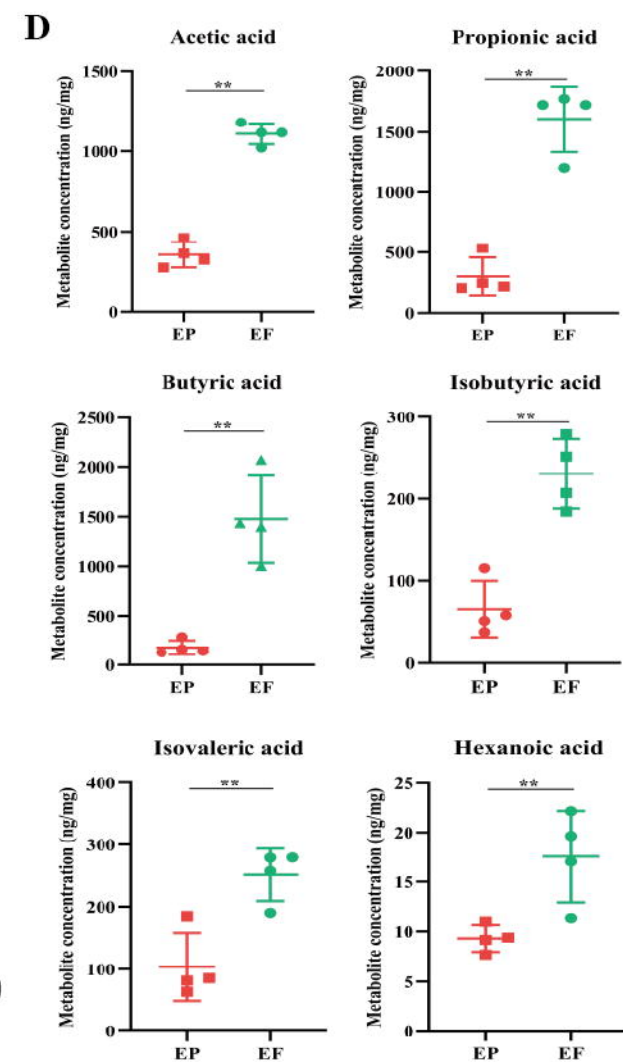 D
Acetic acid
Metabolite concentration (ng/mg)
1500
1000
500
0
**
EP
EF
Propionic acid
Metabolite concentration (ng/mg)
2000
1500
1000
500
0
**
EP
EF
Butyric acid
Metabolite concentration (ng/mg)
2500
2000
1500
1000
500
0
**
EP
EF
Isobutyric acid
Metabolite concentration (ng/mg)
300
200
100
0
**
EP
EF
Isovaleric acid
Metabolite concentration (ng/mg)
400
300
200
100
0
**
EP
EF
Hexanoic acid
Metabolite concentration (ng/mg)
25
20
15
10
5
0
**
EP
EF
)